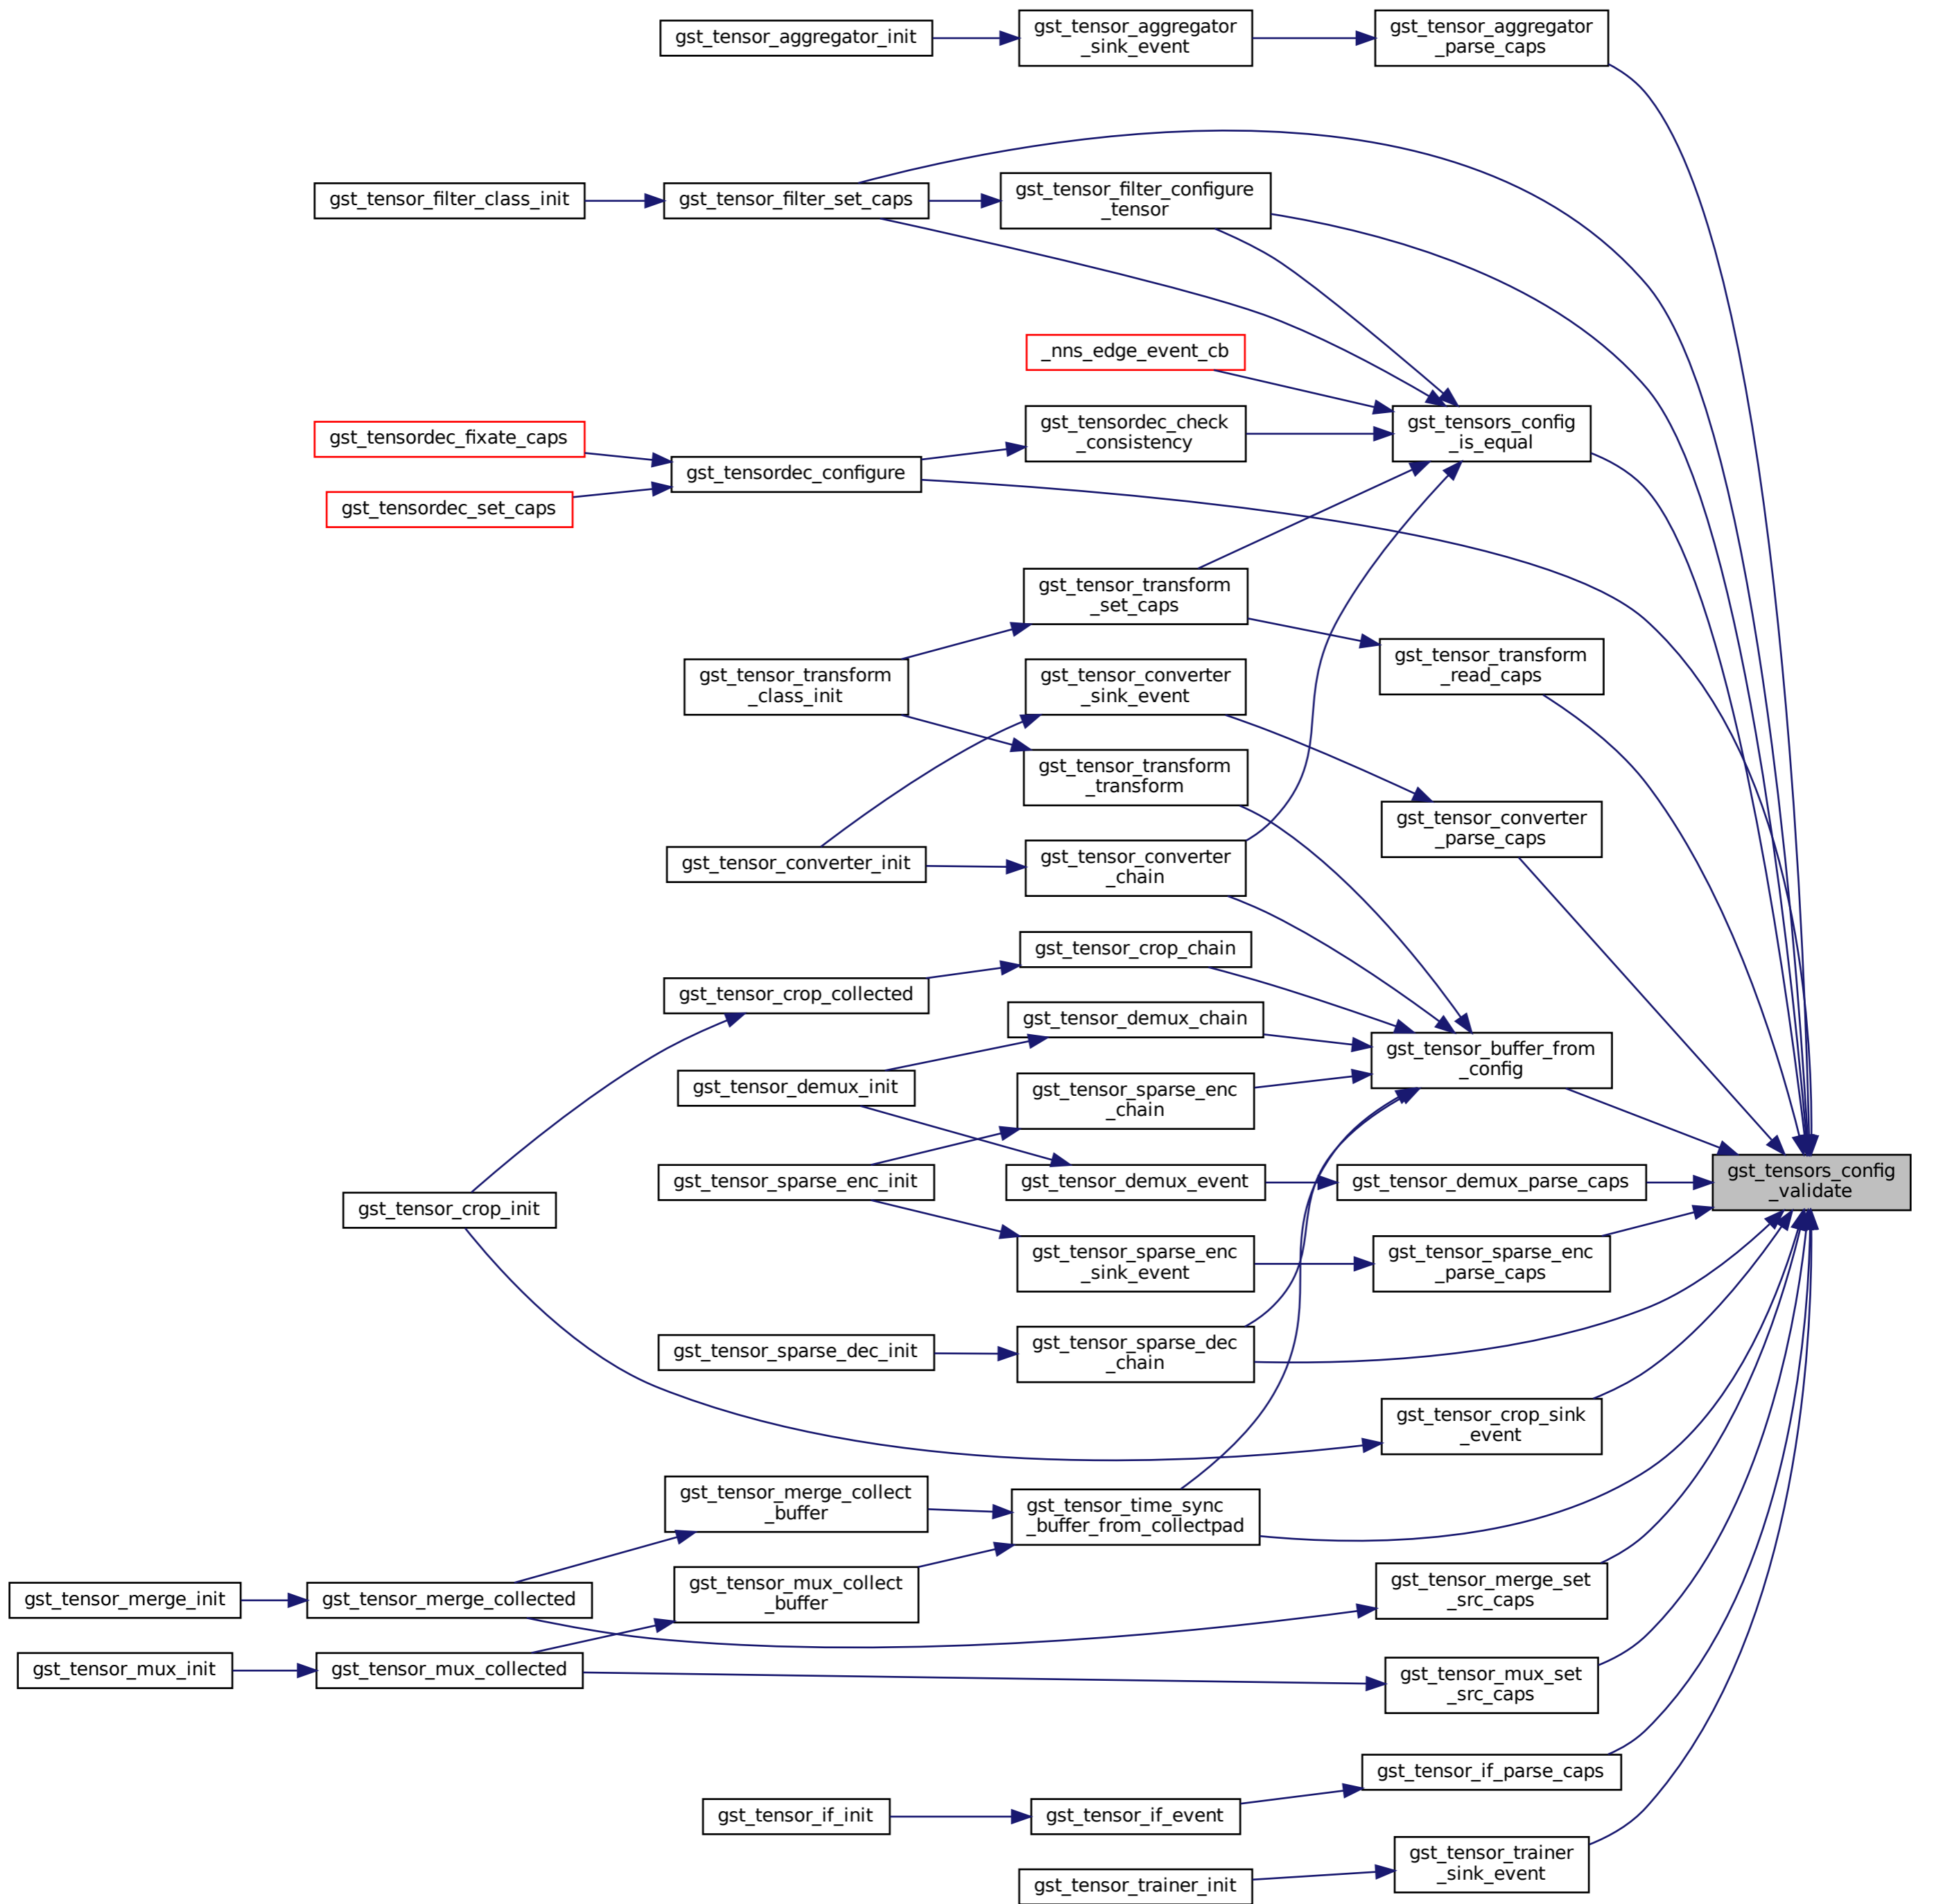 gst_tensor_aggregator_init
gst_tensor_aggregator
_sink_event
gst_tensor_aggregator
_parse_caps
gst_tensor_filter_class_init
gst_tensor_filter_set_caps
gst_tensor_filter_configure
_tensor
_nns_edge_event_cb
gst_tensordec_fixate_caps
gst_tensordec_set_caps
gst_tensordec_configure
gst_tensordec_check
_consistency
gst_tensors_config
_is_equal
gst_tensor_transform
_set_caps
gst_tensor_transform
_read_caps
gst_tensor_transform
_class_init
gst_tensor_converter
_sink_event
gst_tensor_transform
_transform
gst_tensor_converter
_parse_caps
gst_tensor_converter_init
gst_tensor_converter
_chain
gst_tensor_crop_chain
gst_tensor_crop_collected
gst_tensor_demux_chain
gst_tensor_buffer_from
_config
gst_tensor_demux_init
gst_tensor_sparse_enc
_chain
gst_tensor_sparse_enc_init
gst_tensor_demux_event
gst_tensor_demux_parse_caps
gst_tensors_config
_validate
gst_tensor_crop_init
gst_tensor_sparse_enc
_sink_event
gst_tensor_sparse_enc
_parse_caps
gst_tensor_sparse_dec_init
gst_tensor_sparse_dec
_chain
gst_tensor_crop_sink
_event
gst_tensor_merge_collect
_buffer
gst_tensor_time_sync
_buffer_from_collectpad
gst_tensor_merge_init
gst_tensor_merge_collected
gst_tensor_mux_collect
_buffer
gst_tensor_merge_set
_src_caps
gst_tensor_mux_init
gst_tensor_mux_collected
gst_tensor_mux_set
_src_caps
gst_tensor_if_parse_caps
gst_tensor_if_init
gst_tensor_if_event
gst_tensor_trainer
_sink_event
gst_tensor_trainer_init